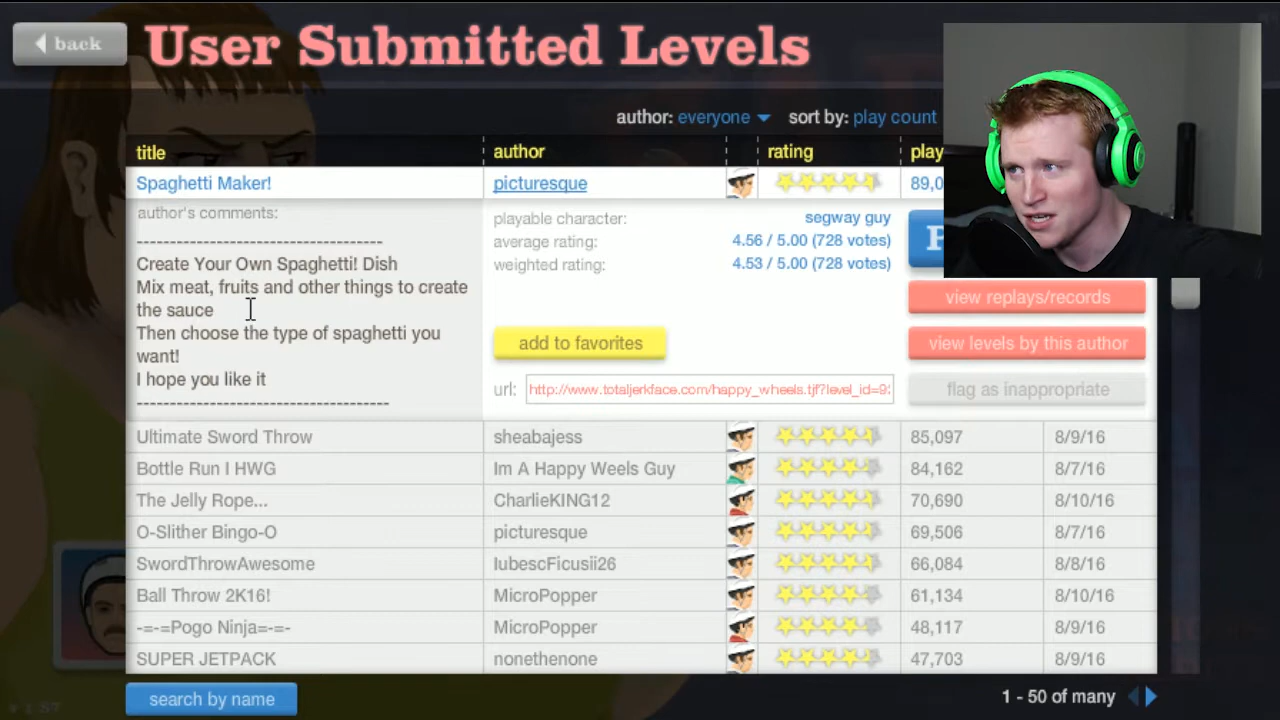 back
User Submitted Levels
author: everyone sort by: play count
title author rating play
Spaghetti Maker! picturesque 89,0
author's comments:
------------------------------------
Create Your Own Spaghetti! Dish
Mix meat, fruits and other things to create
the sauce
Then choose the type of spaghetti you
want!
I hope you like it
-------------------------------------
playable character: segway guy
average rating: 4.56 / 5.00 (728 votes)
weighted rating: 4.53 / 5.00 (728 votes)
P
add to favorites
url: http://www.totaljerkface.com/happy_wheels.tjf?level_id=9
view replays/records
view levels by this author
flag as inappropriate
Ultimate Sword Throw sheabajess 85,097 8/9/16
Bottle Run I HWG Im A Happy Weels Guy 84,162 8/7/16
The Jelly Rope... CharlieKING12 70,690 8/10/16
O-Slither Bingo-O picturesque 69,506 8/7/16
SwordThrowAwesome IubescFicusii26 66,084 8/8/16
Ball Throw 2K16! MicroPopper 61,134 8/10/16
-=-=Pogo Ninja=-=- MicroPopper 48,117 8/9/16
SUPER JETPACK nonethenone 47,703 8/9/16
search by name
1 - 50 of many